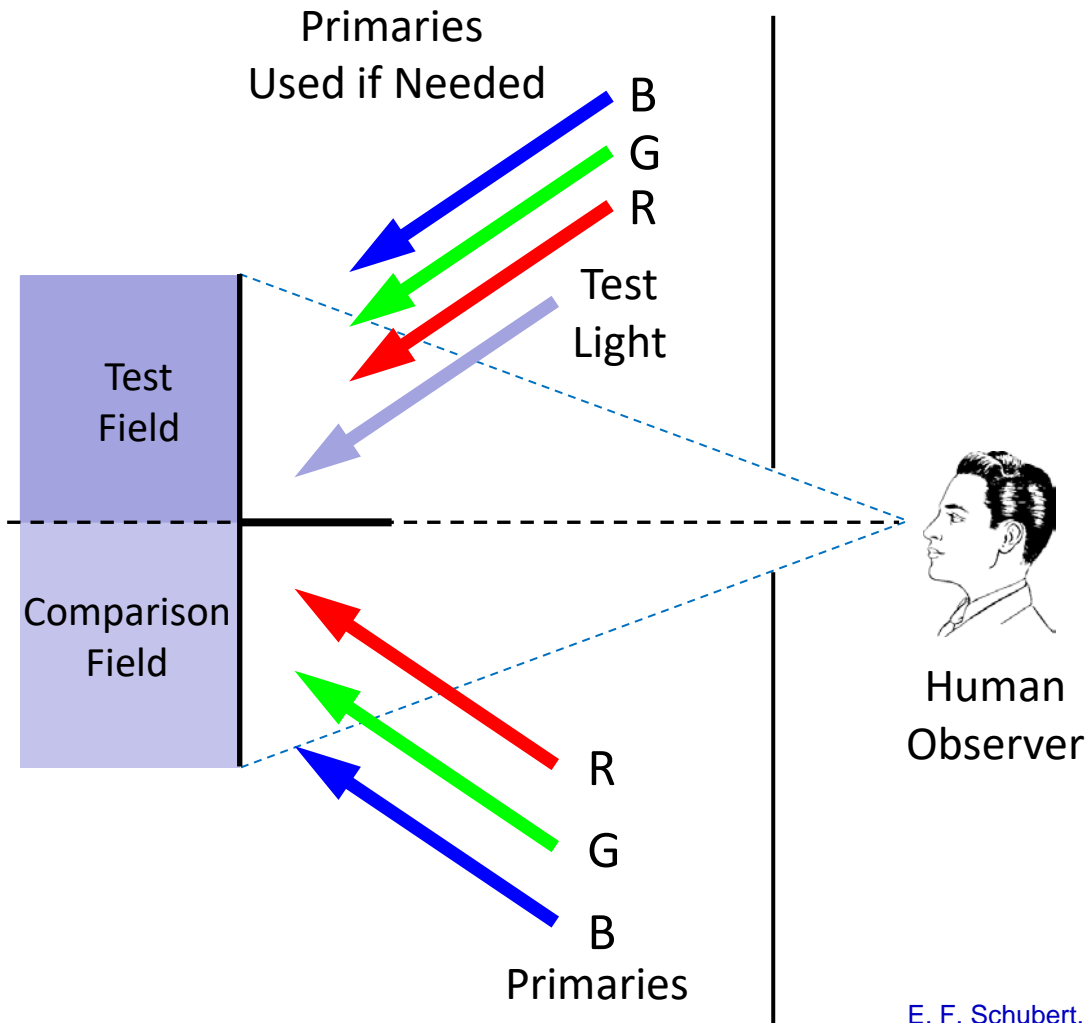 Primaries
Used if Needed
B
G
R
Test
Light
Test
Field
Comparison
Field
Human
Observer
R
G
B
Primaries
E. F. Schubert,